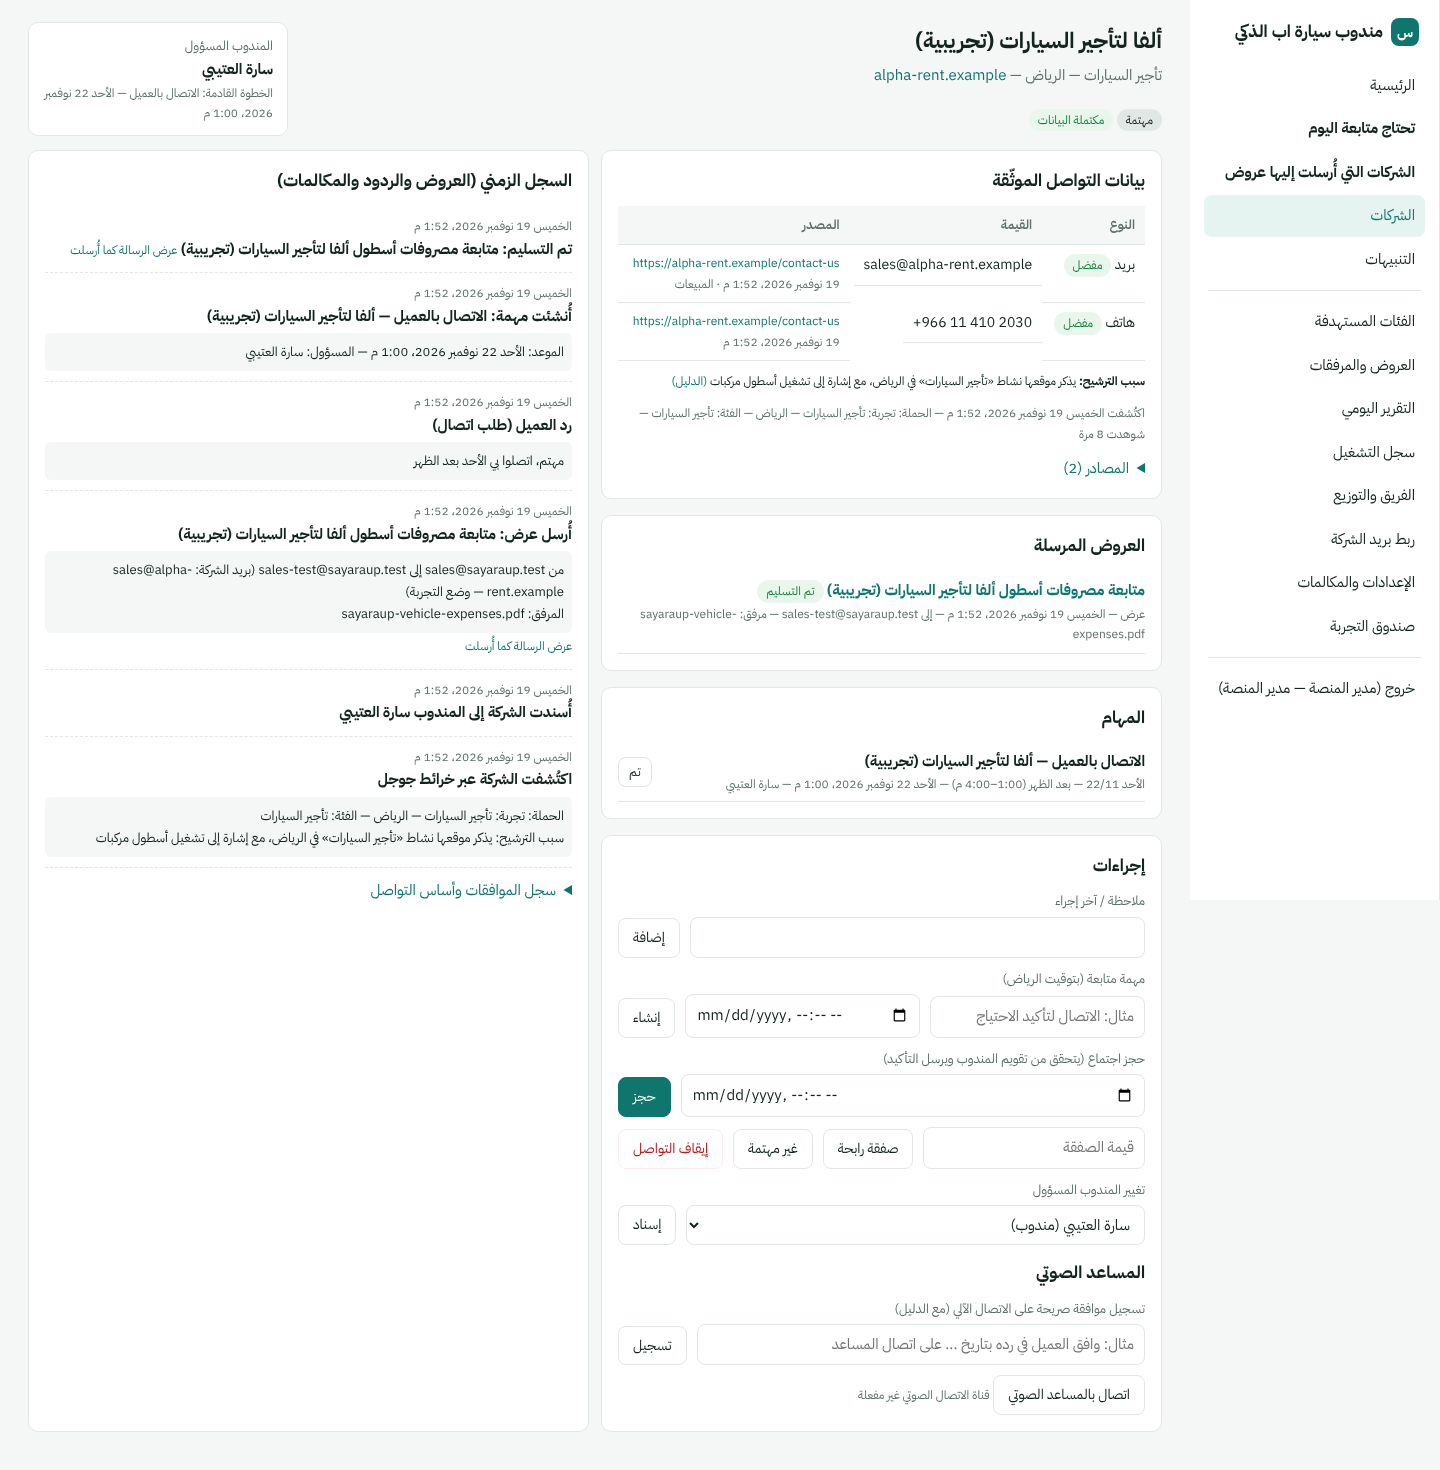 س مندوب سيارة اب الذكي
الرئيسية
تحتاج متابعة اليوم
الشركات التي أُرسلت إليها عروض
الشركات
التنبيهات
الفئات المستهدفة
العروض والمرفقات
التقرير اليومي
سجل التشغيل
الفريق والتوزيع
ربط بريد الشركة
الإعدادات والمكالمات
صندوق التجربة
خروج (مدير المنصة — مدير المنصة)
ألفا لتأجير السيارات (تجريبية)
تأجير السيارات — الرياض — alpha-rent.example
مهتمة مكتملة البيانات
المندوب المسؤول
سارة العتيبي
الخطوة القادمة: الاتصال بالعميل — الأحد 22 نوفمبر
2026، 1:00 م
بيانات التواصل الموثّقة
النوع القيمة المصدر
بريد مفضل sales@alpha-rent.example https://alpha-rent.example/contact-us
19 نوفمبر 2026، 1:52 م · المبيعات
هاتف مفضل +966 11 410 2030 https://alpha-rent.example/contact-us
19 نوفمبر 2026، 1:52 م
سبب الترشيح: يذكر موقعها نشاط «تأجير السيارات» في الرياض، مع إشارة إلى تشغيل أسطول مركبات (الدليل)
اكتُشفت الخميس 19 نوفمبر 2026، 1:52 م — الحملة: تجربة: تأجير السيارات — الرياض — الفئة: تأجير السيارات —
شوهدت 8 مرة
المصادر (2)
العروض المرسلة
متابعة مصروفات أسطول ألفا لتأجير السيارات (تجريبية) تم التسليم
عرض — الخميس 19 نوفمبر 2026، 1:52 م — إلى sales-test@sayaraup.test — مرفق: sayaraup-vehicle-
expenses.pdf
المهام
الاتصال بالعميل — ألفا لتأجير السيارات (تجريبية)
الأحد 22/11 — بعد الظهر (1:00–4:00 م) — الأحد 22 نوفمبر 2026، 1:00 م — سارة العتيبي
تم
إجراءات
ملاحظة / آخر إجراء
إضافة
مهمة متابعة (بتوقيت الرياض)
مثال: الاتصال لتأكيد الاحتياج mm/dd/yyyy, --:-- -- إنشاء
حجز اجتماع (يتحقق من تقويم المندوب ويرسل التأكيد)
mm/dd/yyyy, --:-- -- حجز
قيمة الصفقة صفقة رابحة غير مهتمة إيقاف التواصل
تغيير المندوب المسؤول
سارة العتيبي (مندوب) إسناد
المساعد الصوتي
تسجيل موافقة صريحة على الاتصال الآلي (مع الدليل)
مثال: وافق العميل في رده بتاريخ ... على اتصال المساعد تسجيل
اتصال بالمساعد الصوتي قناة الاتصال الصوتي غير مفعلة
السجل الزمني (العروض والردود والمكالمات)
الخميس 19 نوفمبر 2026، 1:52 م
تم التسليم: متابعة مصروفات أسطول ألفا لتأجير السيارات (تجريبية) عرض الرسالة كما أُرسلت
الخميس 19 نوفمبر 2026، 1:52 م
أُنشئت مهمة: الاتصال بالعميل — ألفا لتأجير السيارات (تجريبية)
الموعد: الأحد 22 نوفمبر 2026، 1:00 م — المسؤول: سارة العتيبي
الخميس 19 نوفمبر 2026، 1:52 م
رد العميل (طلب اتصال)
مهتم، اتصلوا بي الأحد بعد الظهر
الخميس 19 نوفمبر 2026، 1:52 م
أُرسل عرض: متابعة مصروفات أسطول ألفا لتأجير السيارات (تجريبية)
من sales@sayaraup.test إلى sales-test@sayaraup.test (بريد الشركة: sales@alpha-
rent.example — وضع التجربة)
المرفق: sayaraup-vehicle-expenses.pdf
عرض الرسالة كما أُرسلت
الخميس 19 نوفمبر 2026، 1:52 م
أُسندت الشركة إلى المندوب سارة العتيبي
الخميس 19 نوفمبر 2026، 1:52 م
اكتُشفت الشركة عبر خرائط جوجل
الحملة: تجربة: تأجير السيارات — الرياض — الفئة: تأجير السيارات
سبب الترشيح: يذكر موقعها نشاط «تأجير السيارات» في الرياض، مع إشارة إلى تشغيل أسطول مركبات
سجل الموافقات وأساس التواصل